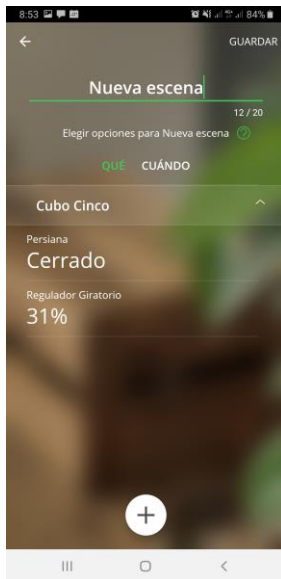 8:53 84%
GUARDAR
Nueva escena
12 / 20
Elegir opciones para Nueva escena
QUÉ CUÁNDO
Cubo Cinco
Persiana
Cerrado
Regulador Giratorio
31%